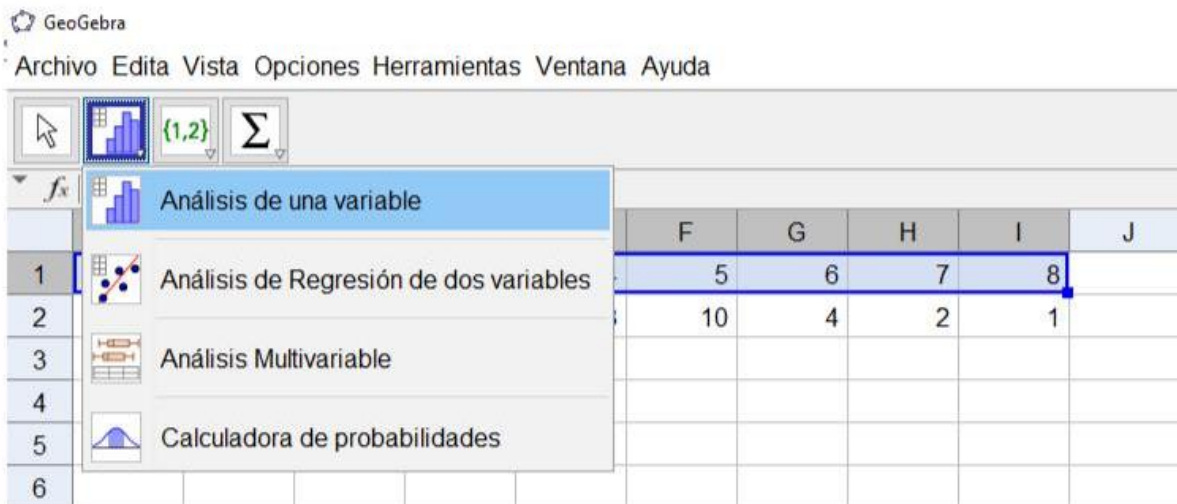 GeoGebra
Archivo Edita Vista Opciones Herramientas Ventana Ayuda
{1,2} Σ
fx
Análisis de una variable
F G H I J
1 5 6 7 8
Análisis de Regresión de dos variables
2 10 4 2 1
3
Análisis Multivariable
4
5
Calculadora de probabilidades
6